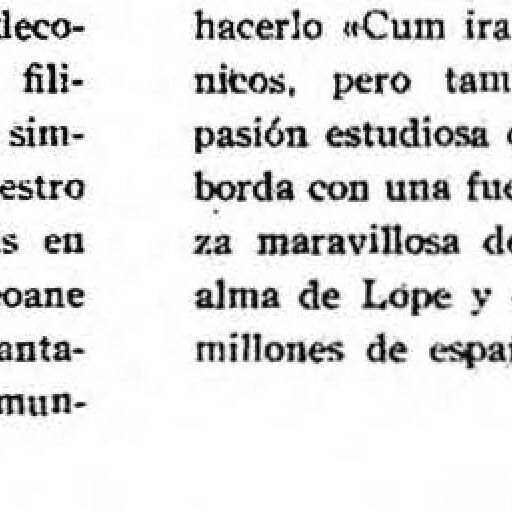 deco-
fili-
sim-
estro
s en
oane
anta-
mun-
hacerlo «Cum ira
nicos, pero tam
pasión estudiosa
borda con una fue
za maravillosa de
alma de Lope y
millones de espa